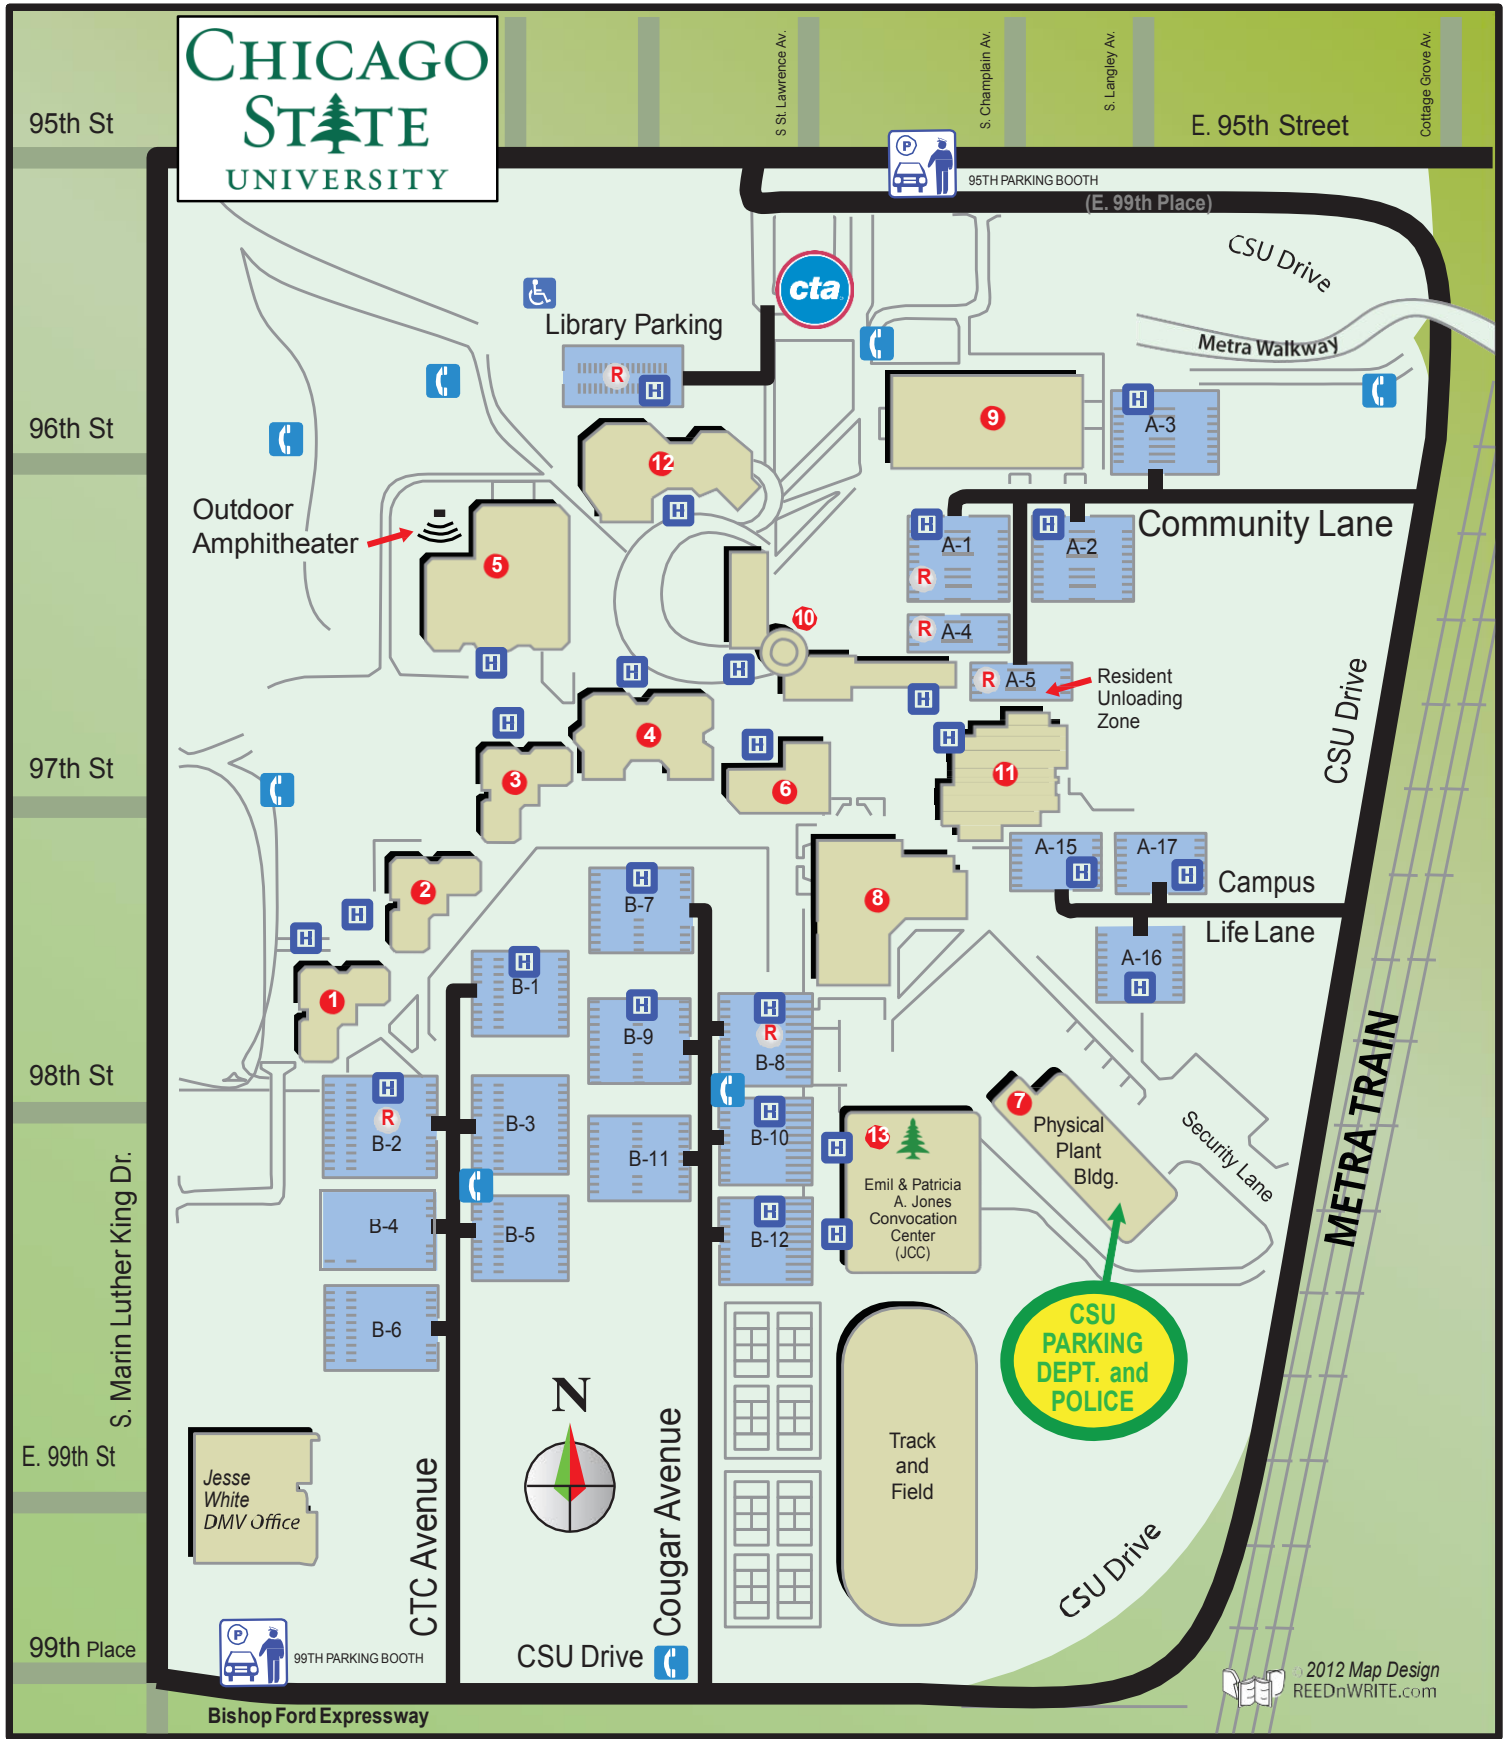 CHICAGO
STATE
UNIVERSITY
S St. Lawrence Av.
S. Champlain Av.
S. Langley Av.
Cottage Grove Av.
95th St
E. 95th Street
P
95TH PARKING BOOTH
(E. 99th Place)
CSU Drive
cta
Library Parking
R
H
Metra Walkway
96th St
9
H
A-3
12
H
Outdoor
Amphitheater
5
H
A-1
R
H
A-2
Community Lane
10
R
A-4
R
A-5
Resident
Unloading
Zone
H
H
H
H
CSU Drive
H
4
H
H
97th St
3
6
11
2
H
H
B-7
8
A-15
H
A-17
H
Campus
Life Lane
H
1
H
B-1
A-16
H
H
B-9
H
R
B-8
98th St
H
R
B-2
B-3
B-11
H
B-10
H
13
Emil & Patricia
A. Jones
Convocation
Center
(JCC)
H
7
Physical
Plant
Bldg.
Security Lane
METRA TRAIN
S. Marin Luther King Dr.
B-4
B-5
H
B-12
B-6
CSU
PARKING
DEPT. and
POLICE
N
Track
and
Field
E. 99th St
Jesse
White
DMV Office
CTC Avenue
Cougar Avenue
CSU Drive
99th Place
P
99TH PARKING BOOTH
CSU Drive
2012 Map Design
REEDnWRITE.com
Bishop Ford Expressway